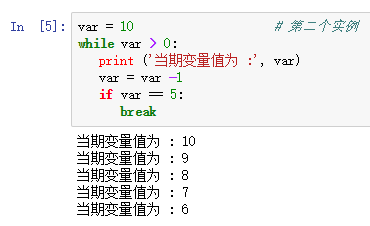 In [5]: var = 10 # 第二个实例
while var > 0:
print ('当期变量值为 :', var)
var = var -1
if var == 5:
break
当期变量值为 : 10
当期变量值为 : 9
当期变量值为 : 8
当期变量值为 : 7
当期变量值为 : 6